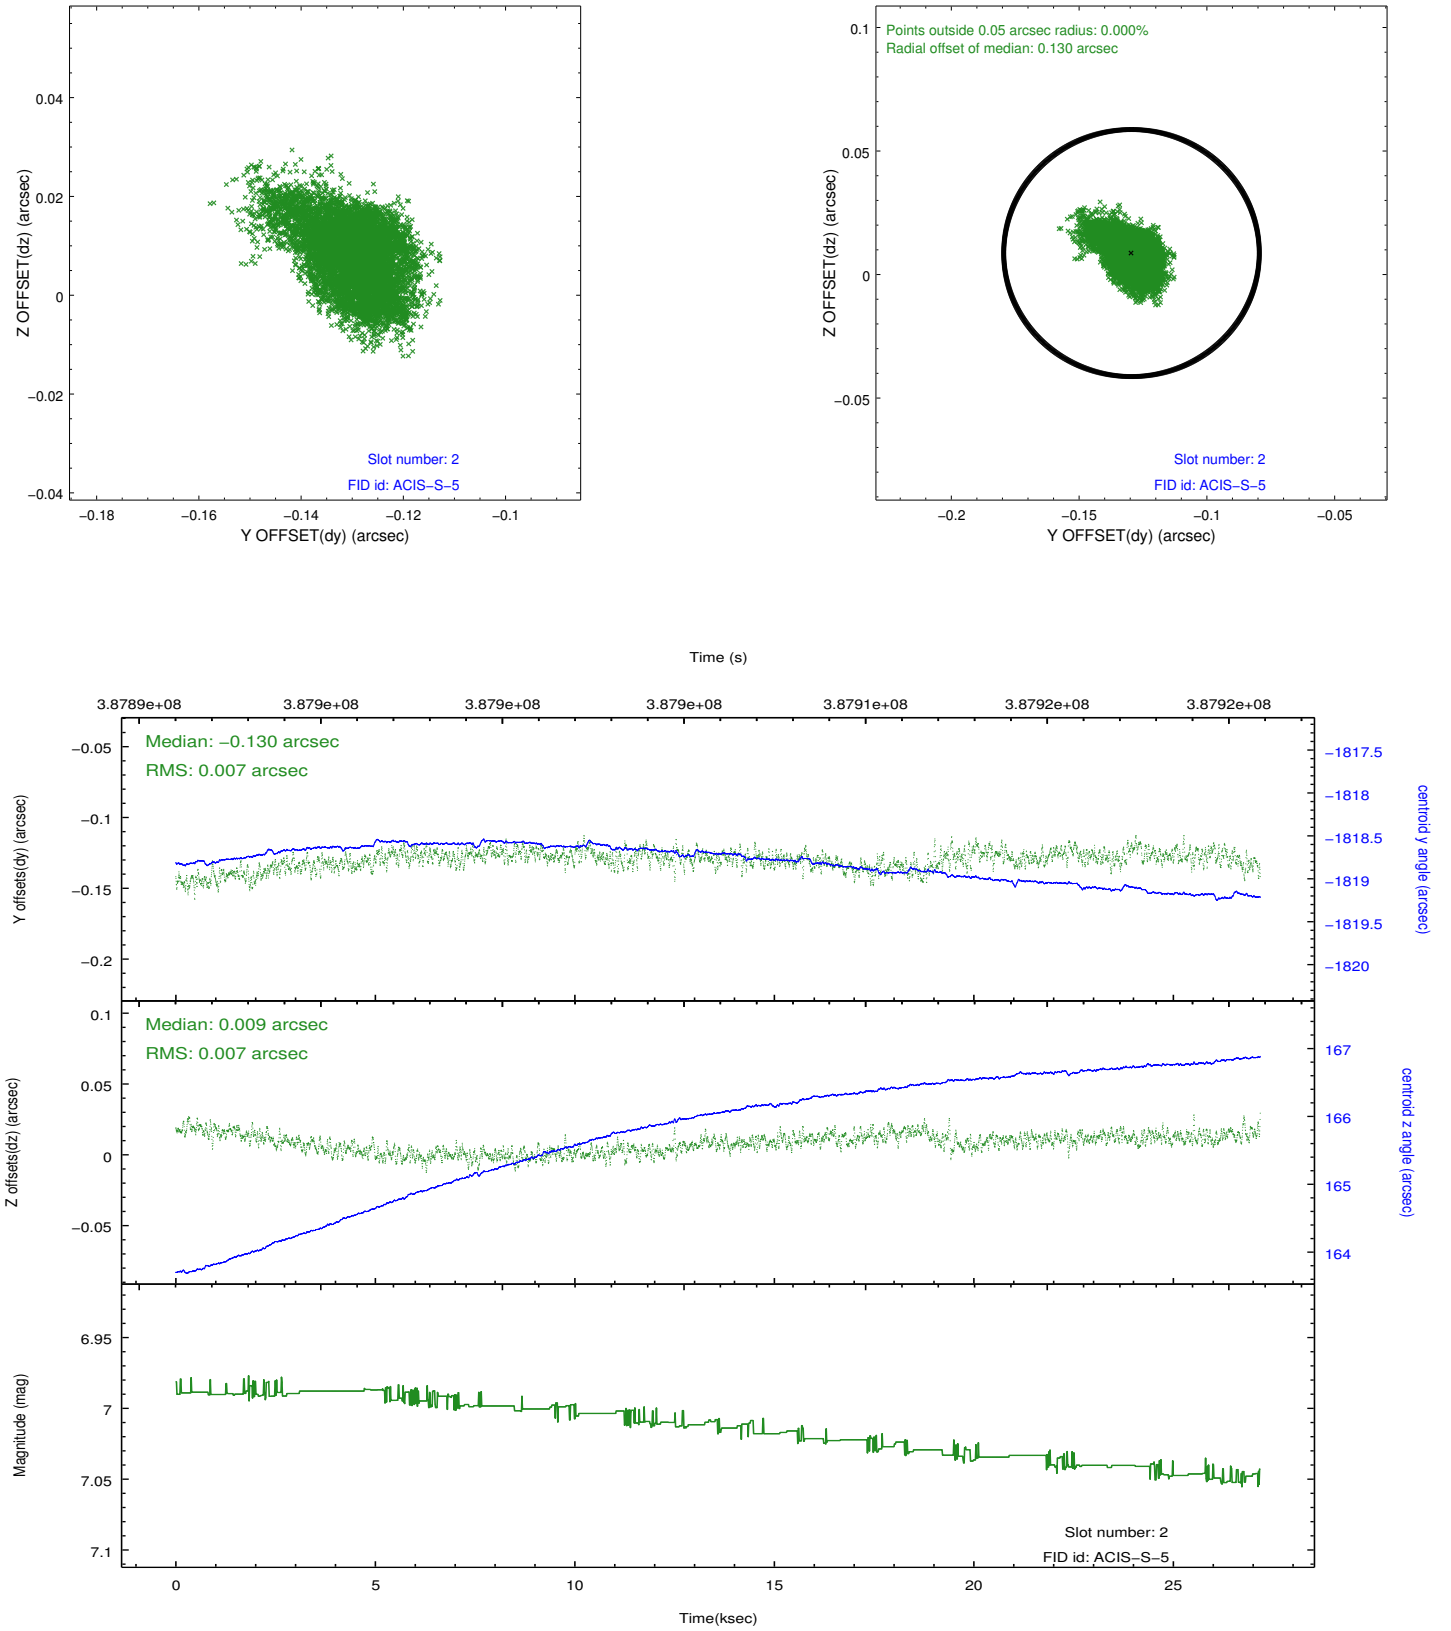 0.04
0.02
0
−0.02
−0.04
Z OFFSET(dz) (arcsec)
Slot number: 2
FID id: ACIS−S−5
−0.18 −0.16 −0.14 −0.12 −0.1
Y OFFSET(dy) (arcsec)
Points outside 0.05 arcsec radius: 0.000%
Radial offset of median: 0.130 arcsec
0.1
0.05
0
−0.05
Z OFFSET(dz) (arcsec)
Slot number: 2
FID id: ACIS−S−5
−0.2 −0.15 −0.1 −0.05
Y OFFSET(dy) (arcsec)
Time (s)
3.8789e+08 3.879e+08 3.879e+08 3.879e+08 3.8791e+08 3.8792e+08 3.8792e+08
Median: −0.130 arcsec
RMS: 0.007 arcsec
−0.05
−0.1
−0.15
−0.2
Y offsets(dy) (arcsec)
−1817.5
−1818
−1818.5
−1819
−1819.5
−1820
centroid y angle (arcsec)
Median: 0.009 arcsec
RMS: 0.007 arcsec
0.1
0.05
0
−0.05
Z offsets(dz) (arcsec)
167
166
165
164
centroid z angle (arcsec)
6.95
7
7.05
7.1
Magnitude (mag)
Slot number: 2
FID id: ACIS−S−5
0 5 10 15 20 25
Time(ksec)